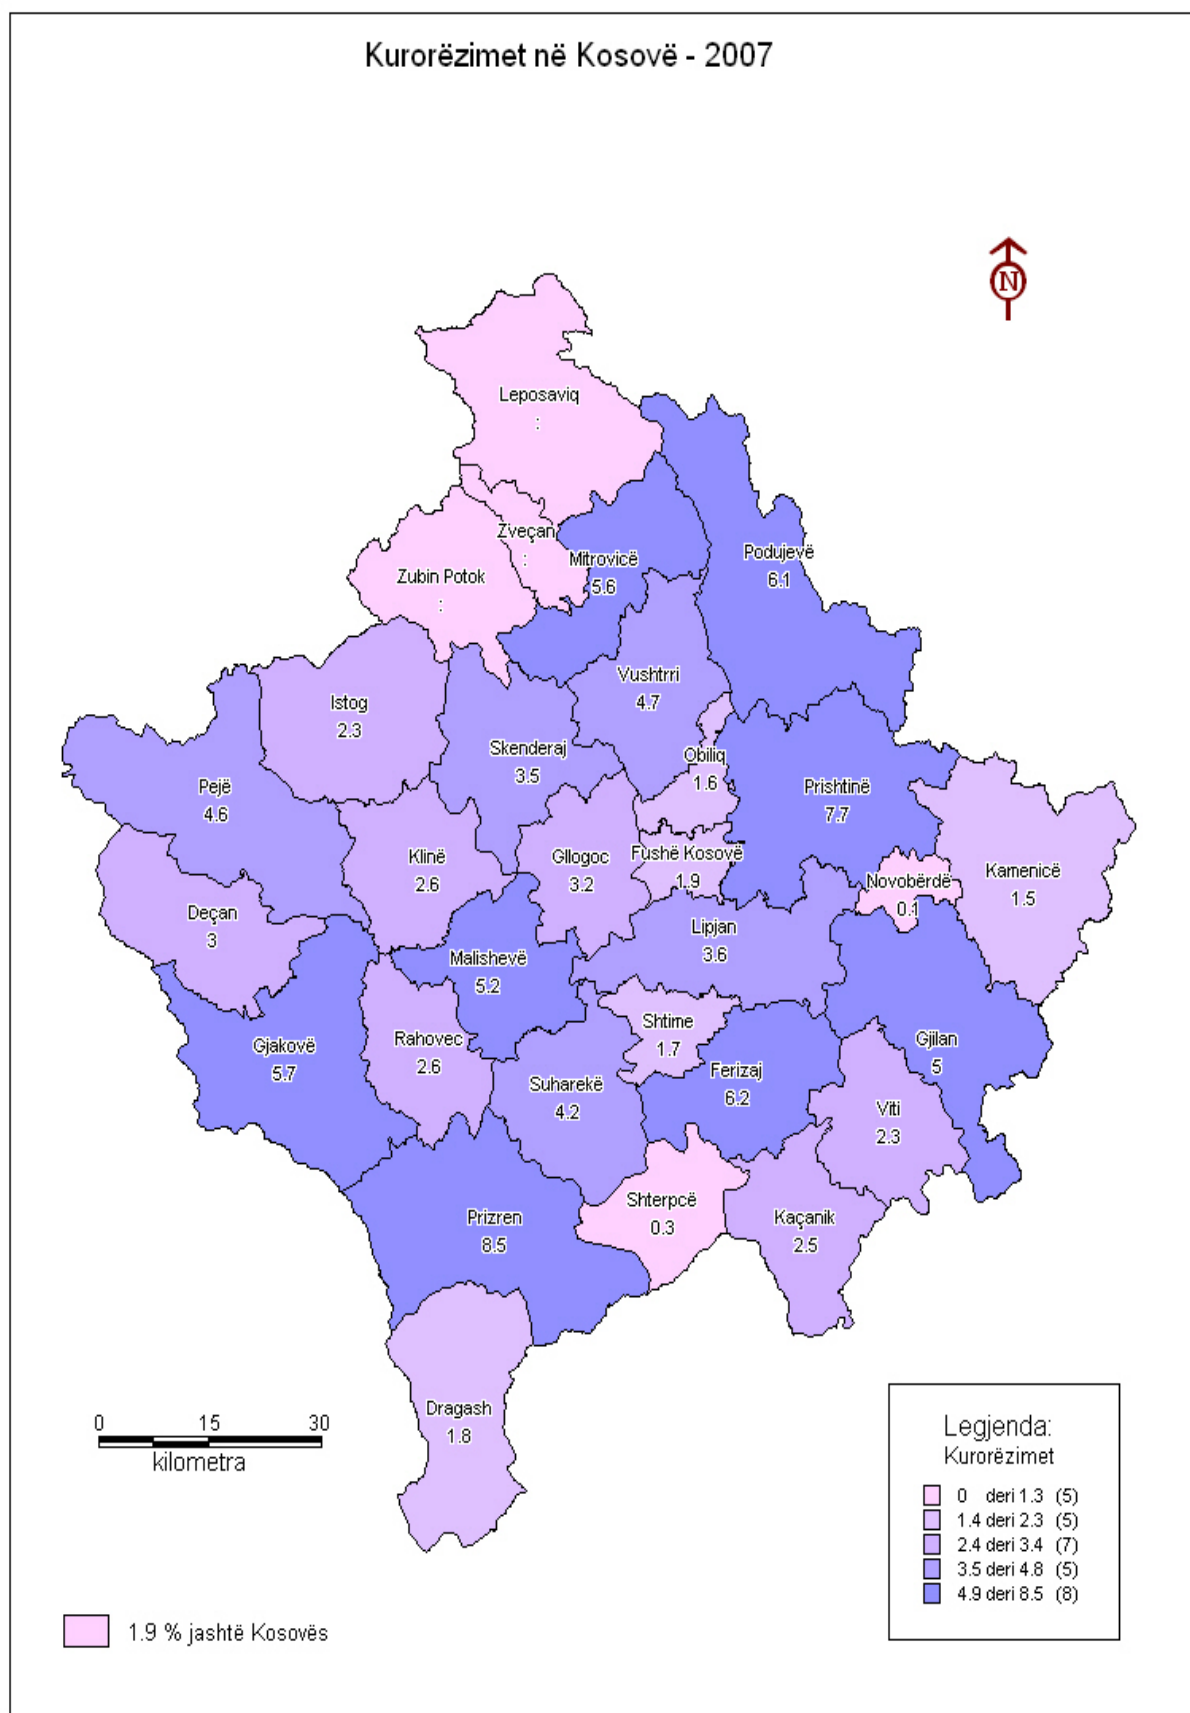 Kurorëzimet në Kosovë - 2007
N
Leposaviq
:
Zveçan
:
Mitrovicë
5.6
Podujevë
6.1
Zubin Potok
:
Vushtrri
4.7
Istog
2.3
Skenderaj
3.5
Obiliq
1.6
Pejë
4.6
Prishtinë
7.7
Klinë
2.6
Gllogoc
3.2
Fushë Kosovë
1.9
Novobërdë
0.1
Kamenicë
1.5
Deçan
3
Lipjan
3.6
Malishevë
5.2
Shtime
1.7
Gjakovë
5.7
Rahovec
2.6
Gjilan
5
Ferizaj
6.2
Suharekë
4.2
Viti
2.3
Shterpcë
0.3
Prizren
8.5
Kaçanik
2.5
Dragash
1.8
0 15 30
kilometra
Legjenda:
Kurorëzimet
0 deri 1.3 (5)
1.4 deri 2.3 (5)
2.4 deri 3.4 (7)
3.5 deri 4.8 (5)
4.9 deri 8.5 (8)
1.9 % jashtë Kosovës